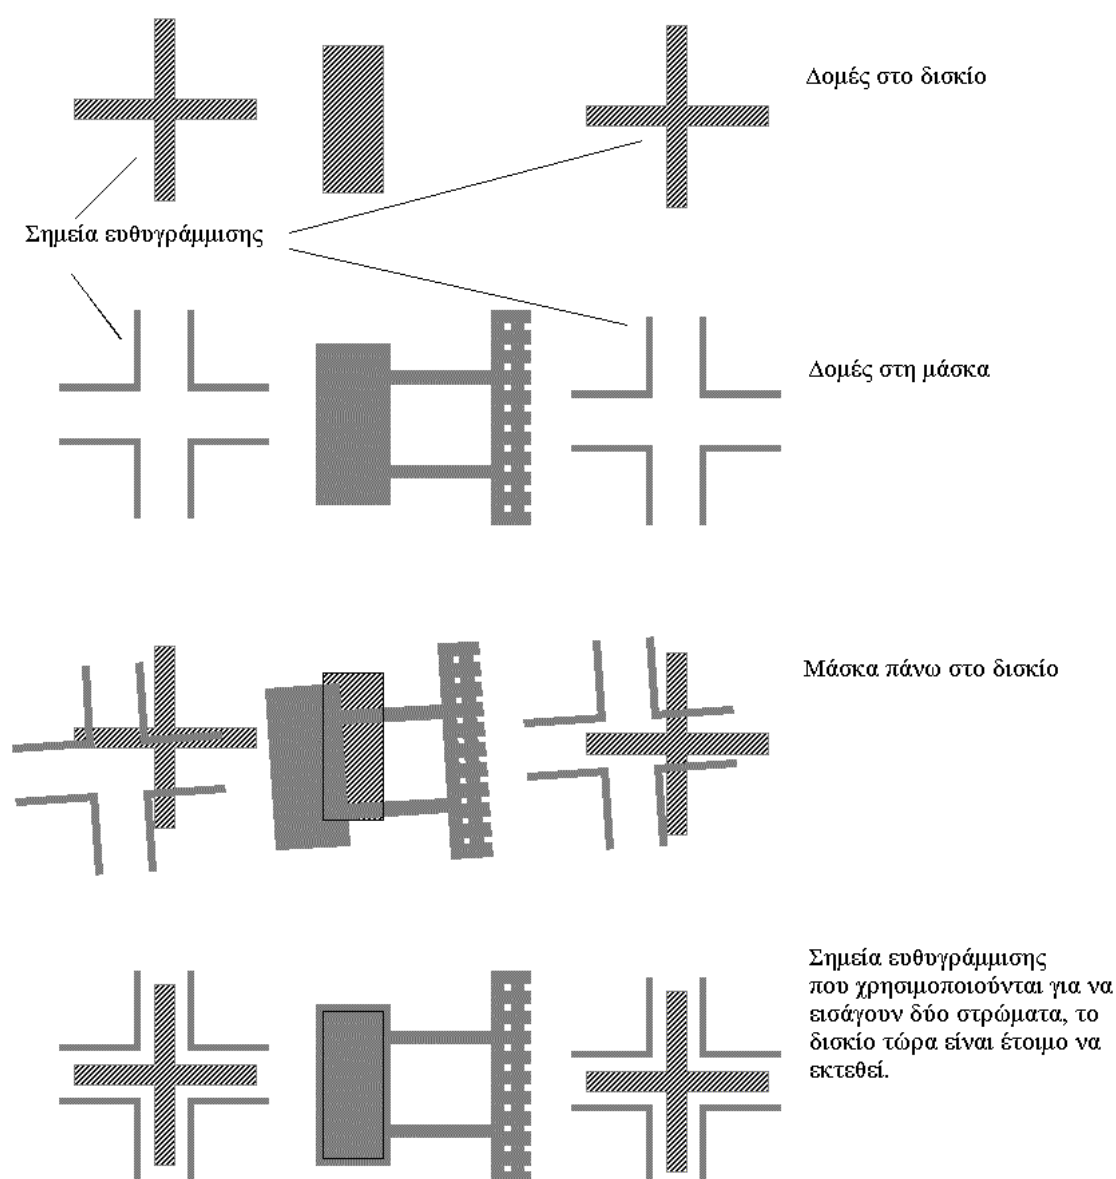 Δομές στο δισκίο
Σημεία ευθυγράμμισης
Δομές στη μάσκα
Μάσκα πάνω στο δισκίο
Σημεία ευθυγράμμισης
που χρησιμοποιούνται για να
εισάγουν δύο στρώματα, το
δισκίο τώρα είναι έτοιμο να
εκτεθεί.